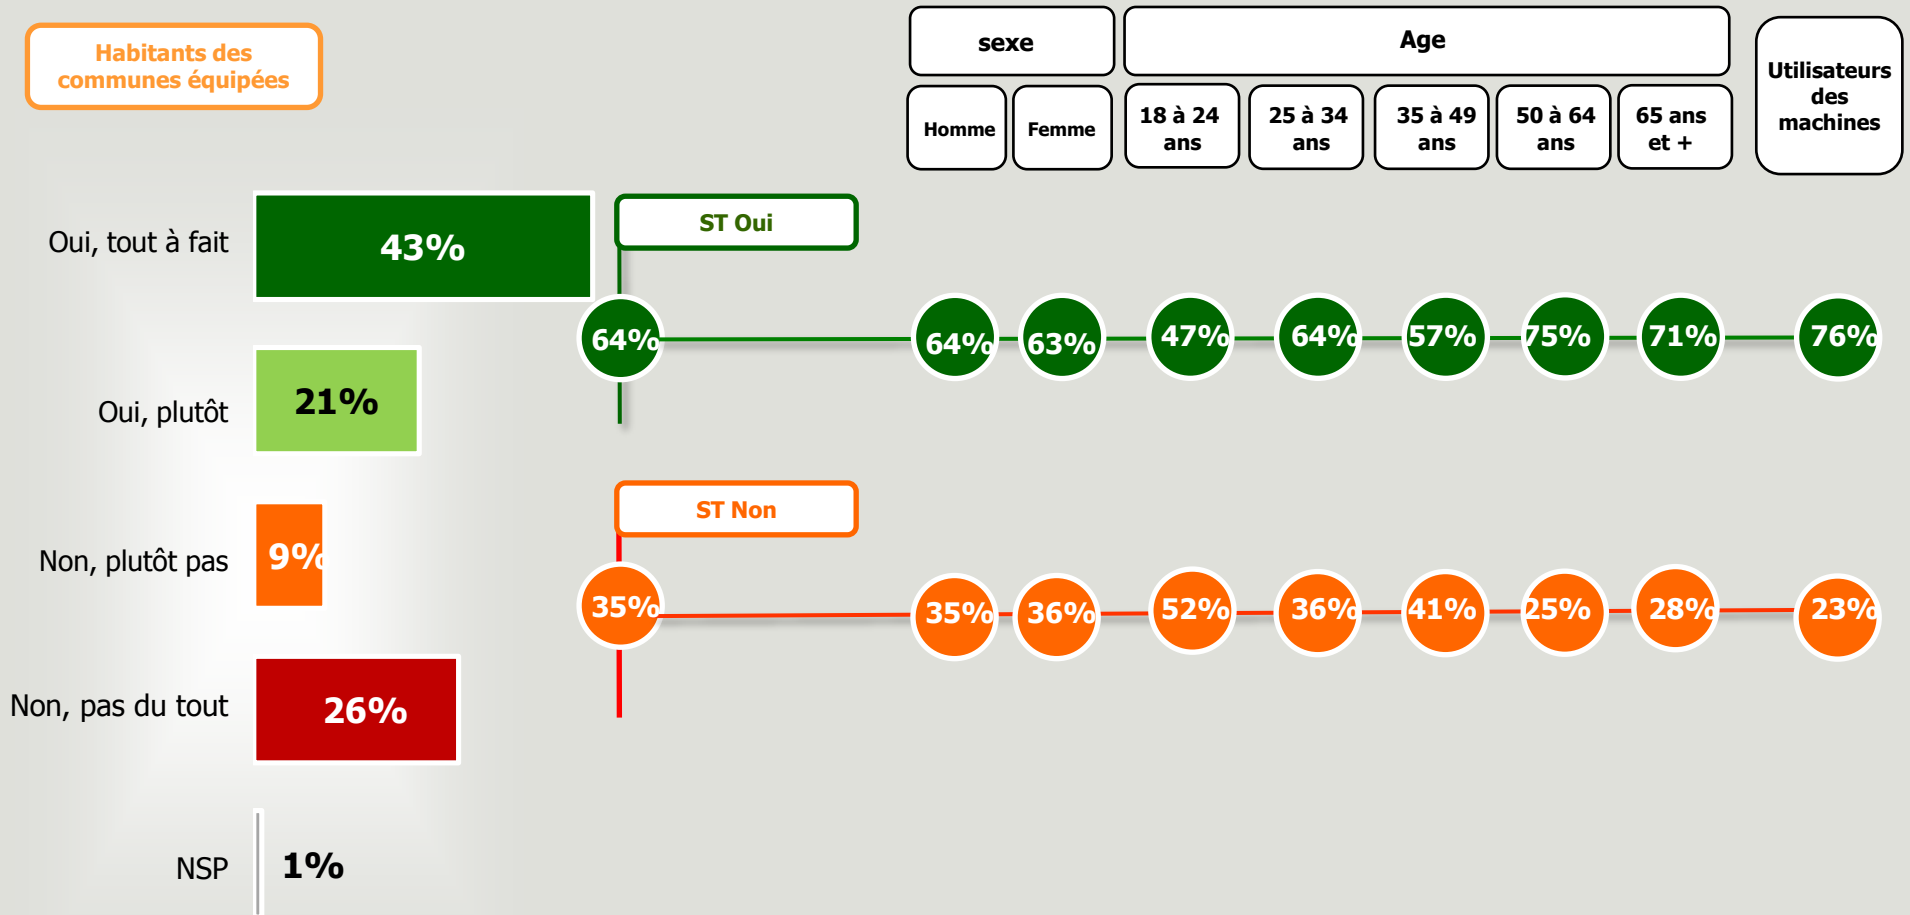 Habitants des
communes équipées
sexe
Age
Utilisateurs
des
machines
Homme
Femme
18 à 24
ans
25 à 34
ans
35 à 49
ans
50 à 64
ans
65 ans
et +
Oui, tout à fait
43%
ST Oui
64%
64%
63%
47%
64%
57%
75%
71%
76%
Oui, plutôt
21%
ST Non
Non, plutôt pas
9%
35%
35%
36%
52%
36%
41%
25%
28%
23%
Non, pas du tout
26%
NSP
1%